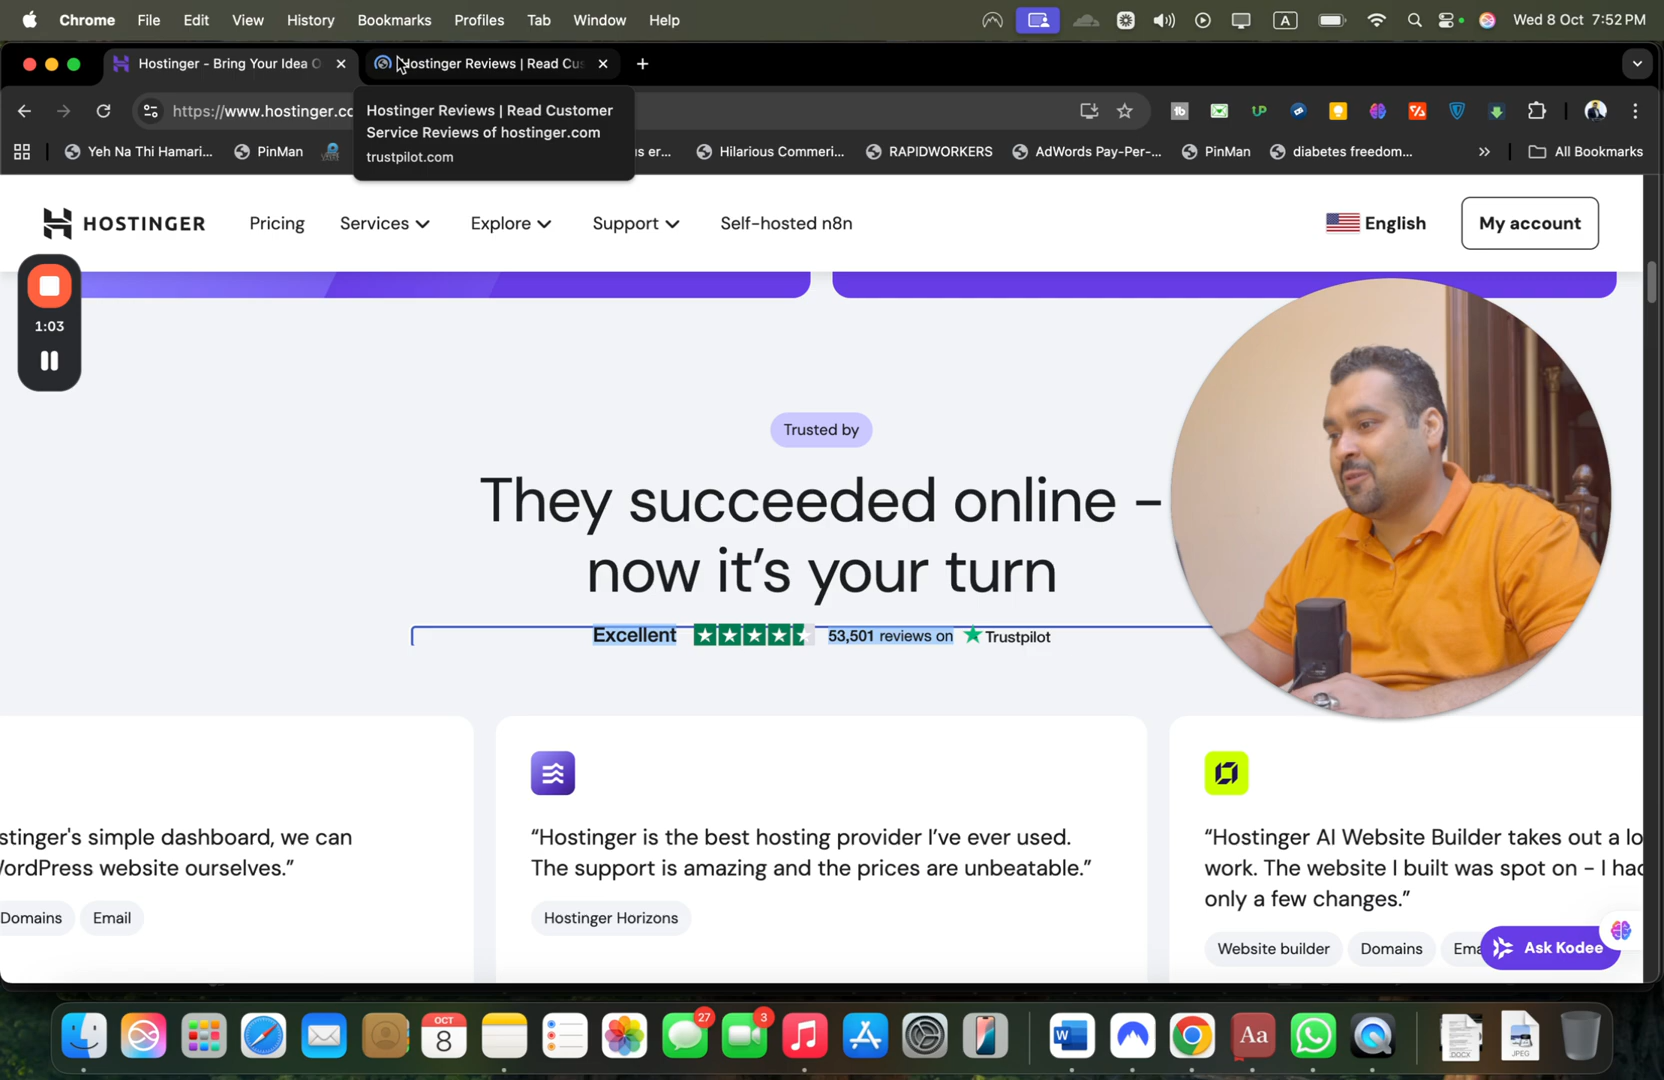 Chrome File Edit View History Bookmarks Profiles Tab Window Help A Wed 8 Oct 7:52 PM
Hostinger - Bring Your Idea O
Hostinger Reviews | Read Cus
https://www.hostinger.co
Hostinger Reviews | Read Customer
Service Reviews of hostinger.com
trustpilot.com
Yeh Na Thi Hamari... PinMan us er... Hilarious Commeri... RAPIDWORKERS AdWords Pay-Per-... PinMan diabetes freedom... » All Bookmarks
HOSTINGER Pricing Services Explore Support Self-hosted n8n English My account
1:03
Trusted by
They succeeded online –
now it's your turn
Excellent 53,501 reviews on Trustpilot
stinger's simple dashboard, we can
WordPress website ourselves.”
Domains Email
“Hostinger is the best hosting provider I've ever used.
The support is amazing and the prices are unbeatable.”
Hostinger Horizons
“Hostinger AI Website Builder takes out a lo
work. The website I built was spot on – I had
only a few changes.”
Website builder Domains Ema
Ask Kodee
OCT
8
27
3
W
Aa
DOCX
JPEG